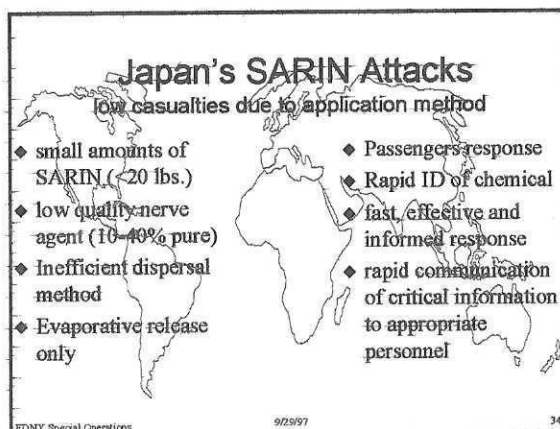 Japan's SARIN Attacks
low casualties due to application method
small amounts of
SARIN (<20 lbs.)
low quality nerve
agent (10-40% pure)
Inefficient dispersal
method
Evaporative release
only
Passengers response
Rapid ID of chemical
fast, effective and
informed response
rapid communication
of critical information
to appropriate
personnel
FDNY Special Operations
9/29/97
34